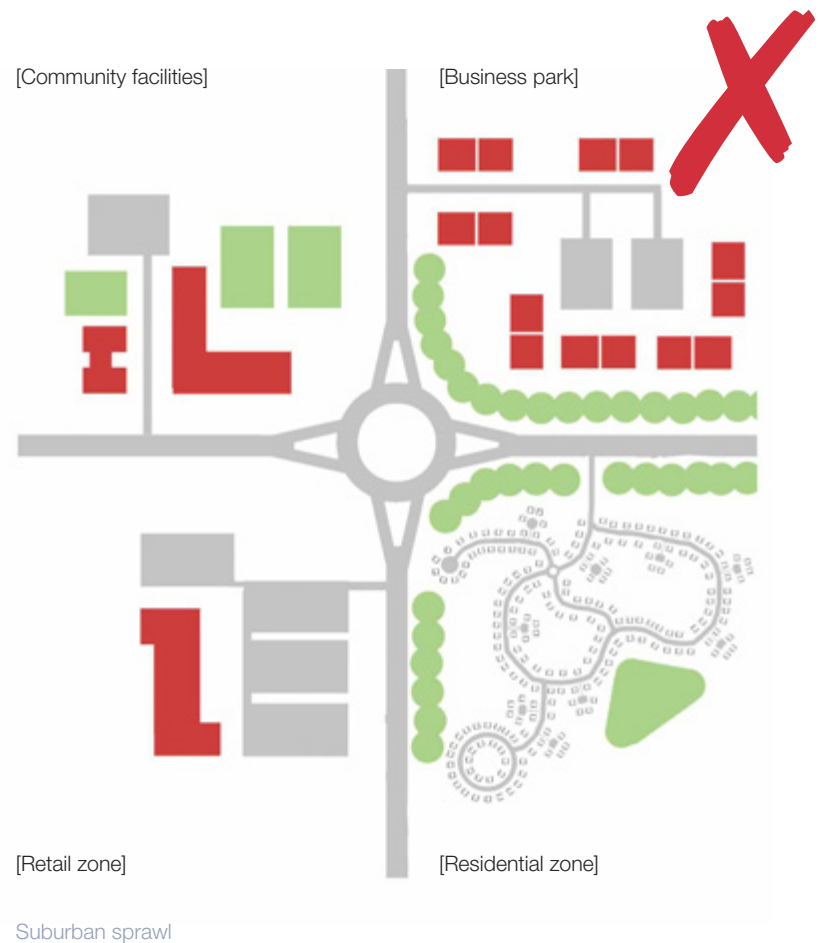 [Community facilities]
[Business park]
[Retail zone]
[Residential zone]
Suburban sprawl